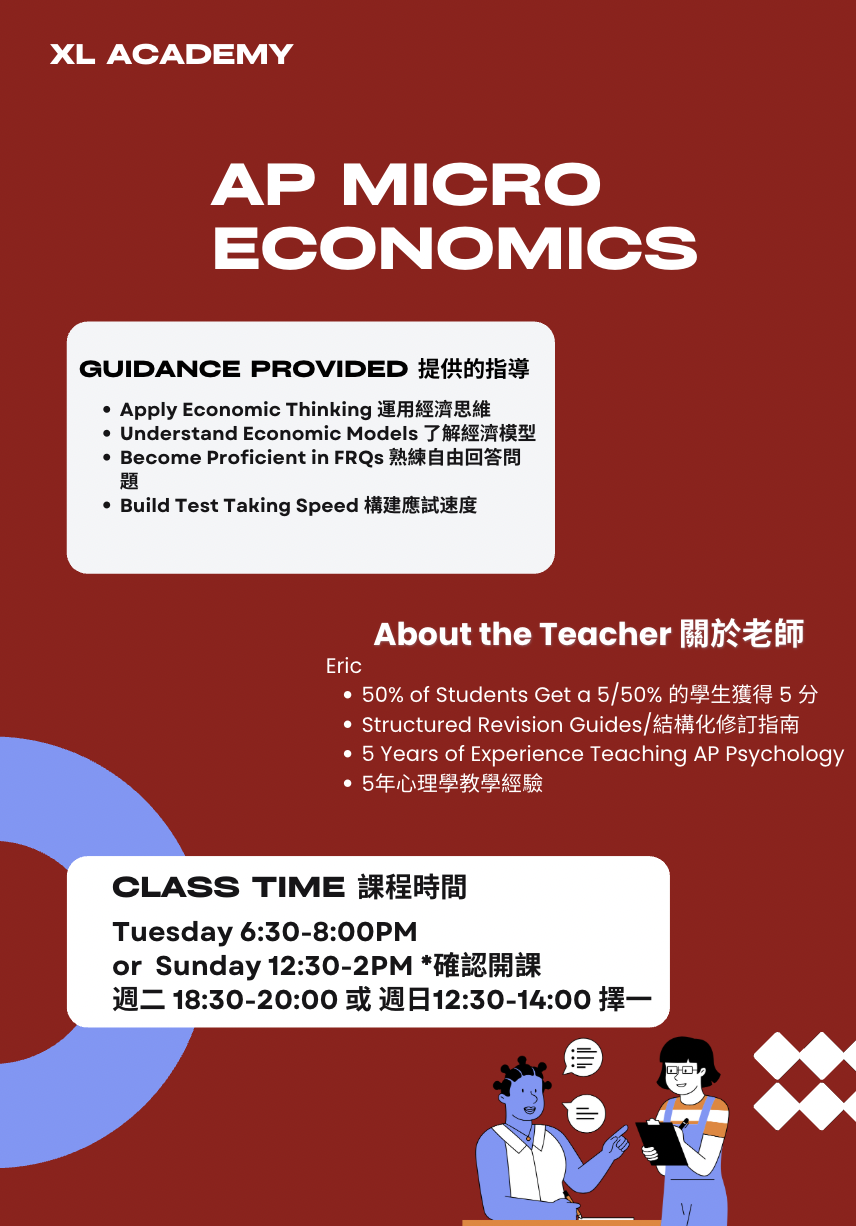 XL ACADEMY
AP MICRO
ECONOMICS
GUIDANCE PROVIDED 提供的指導
• Apply Economic Thinking 運用經濟思維
• Understand Economic Models 了解經濟模型
• Become Proficient in FRQs 熟練自由回答問
題
• Build Test Taking Speed 構建應試速度
About the Teacher 關於老師
Eric
• 50% of Students Get a 5/50% 的學生獲得 5 分
• Structured Revision Guides/結構化修訂指南
• 5 Years of Experience Teaching AP Psychology
• 5年心理學教學經驗
CLASS TIME 課程時間
Tuesday 6:30-8:00PM
or Sunday 12:30-2PM *確認開課
週二 18:30-20:00 或 週日12:30-14:00 擇一